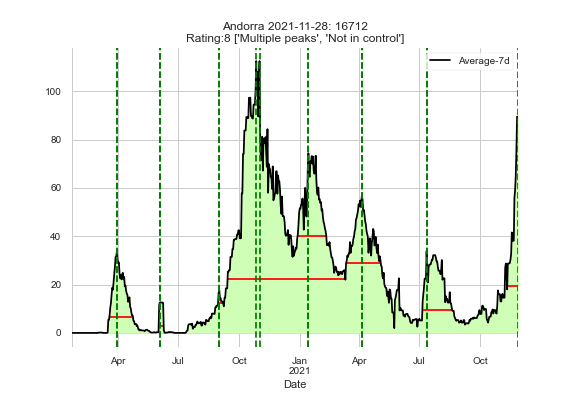 Andorra 2021-11-28: 16712
Rating:8 ['Multiple peaks', 'Not in control']
Average-7d
100
80
60
40
20
0
Apr Jul Oct Jan Apr Jul Oct
2021
Date